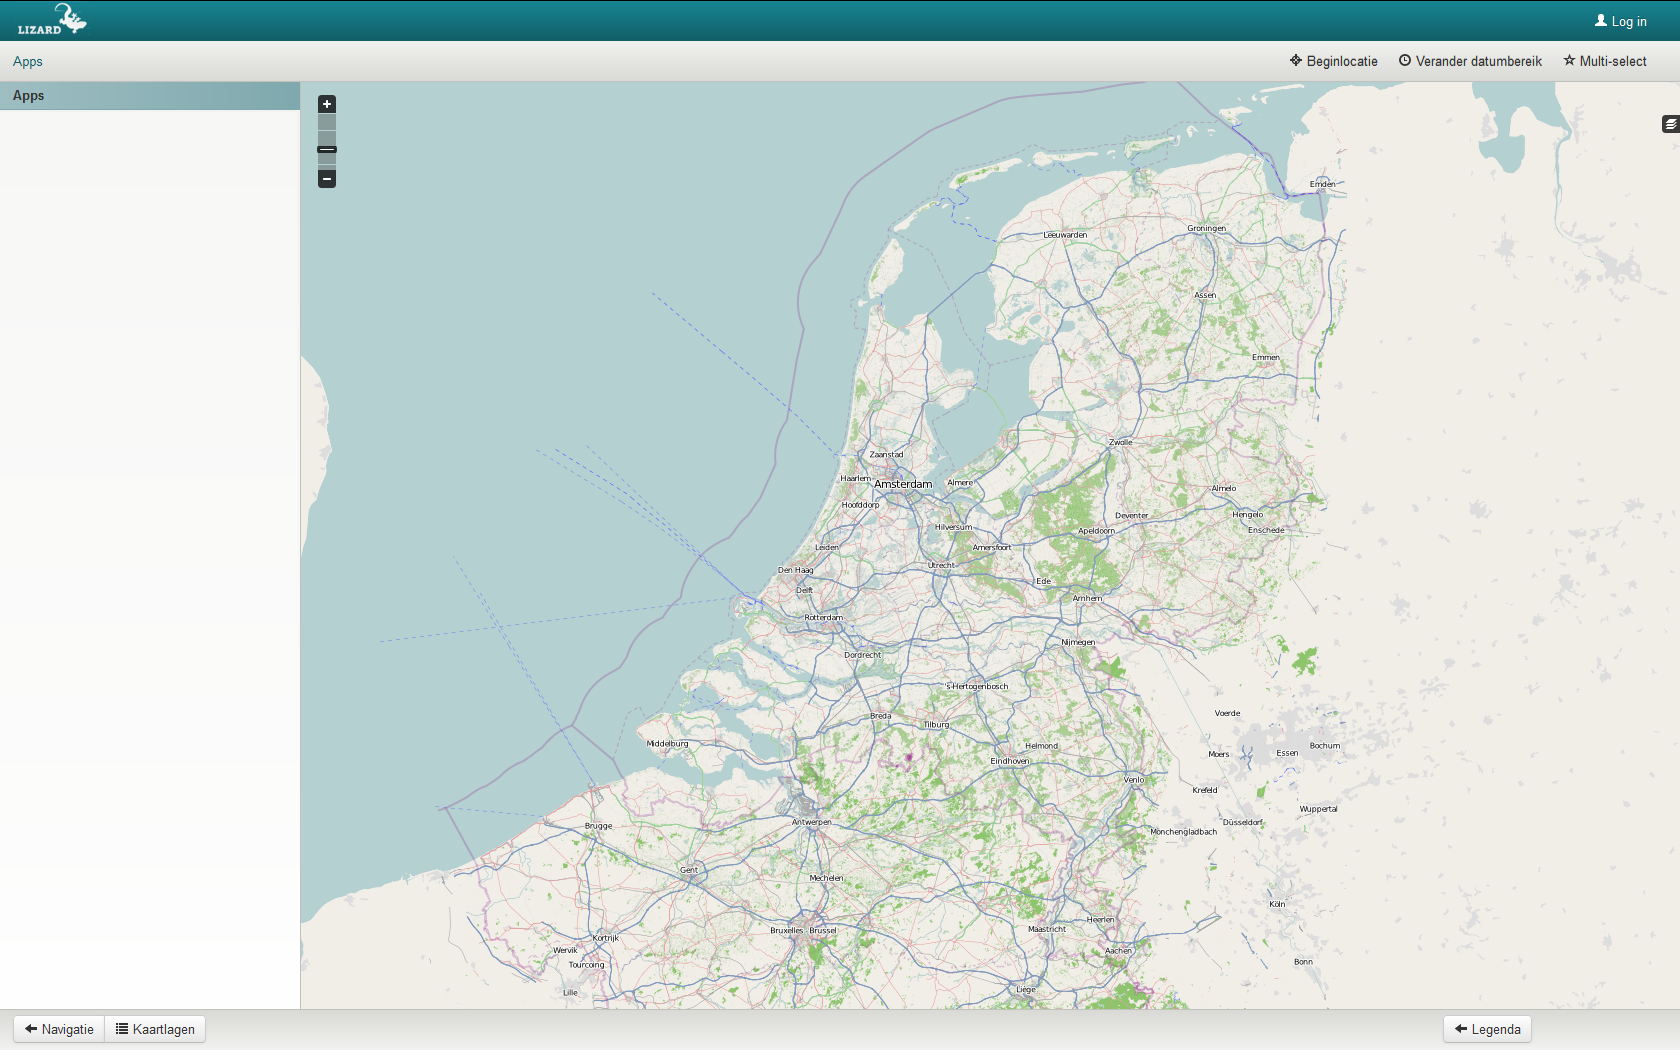 LIZARD
Log in
Apps
Beginlocatie
Verander datumbereik
Multi-select
Apps
+
Emden
Groningen
Leeuwarden
Assen
Emmen
Zwolle
Zaanstad
Haarlem
Amsterdam
Almere
Almelo
Hoofddorp
Deventer
Hengelo
Hilversum
Apeldoorn
Enschede
Leiden
Amersfoort
Utrecht
Den Haag
Ede
Delft
Arnhem
Rotterdam
Nijmegen
Dordrecht
's-Hertogenbosch
Voerde
Breda
Tilburg
Middelburg
Helmond
Bochum
Moers
Essen
Eindhoven
Venlo
Krefeld
Wuppertal
Antwerpen
Düsseldorf
Brugge
Mönchengladbach
Gent
Mechelen
Köln
Heerlen
Bruxelles - Brussel
Maastricht
Kortrijk
Wervik
Aachen
Tourcoing
Bonn
Lille
Liège
Navigatie
Kaartlagen
Legenda